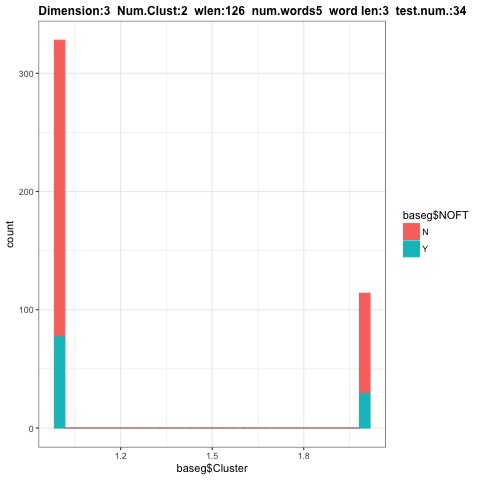 Dimension:3 Num.Clust:2 wlen:126 num.words5 word len:3 test.num.:34
300
200
100
0
count
1.2 1.5 1.8
baseg$Cluster
baseg$NOFT
N
Y